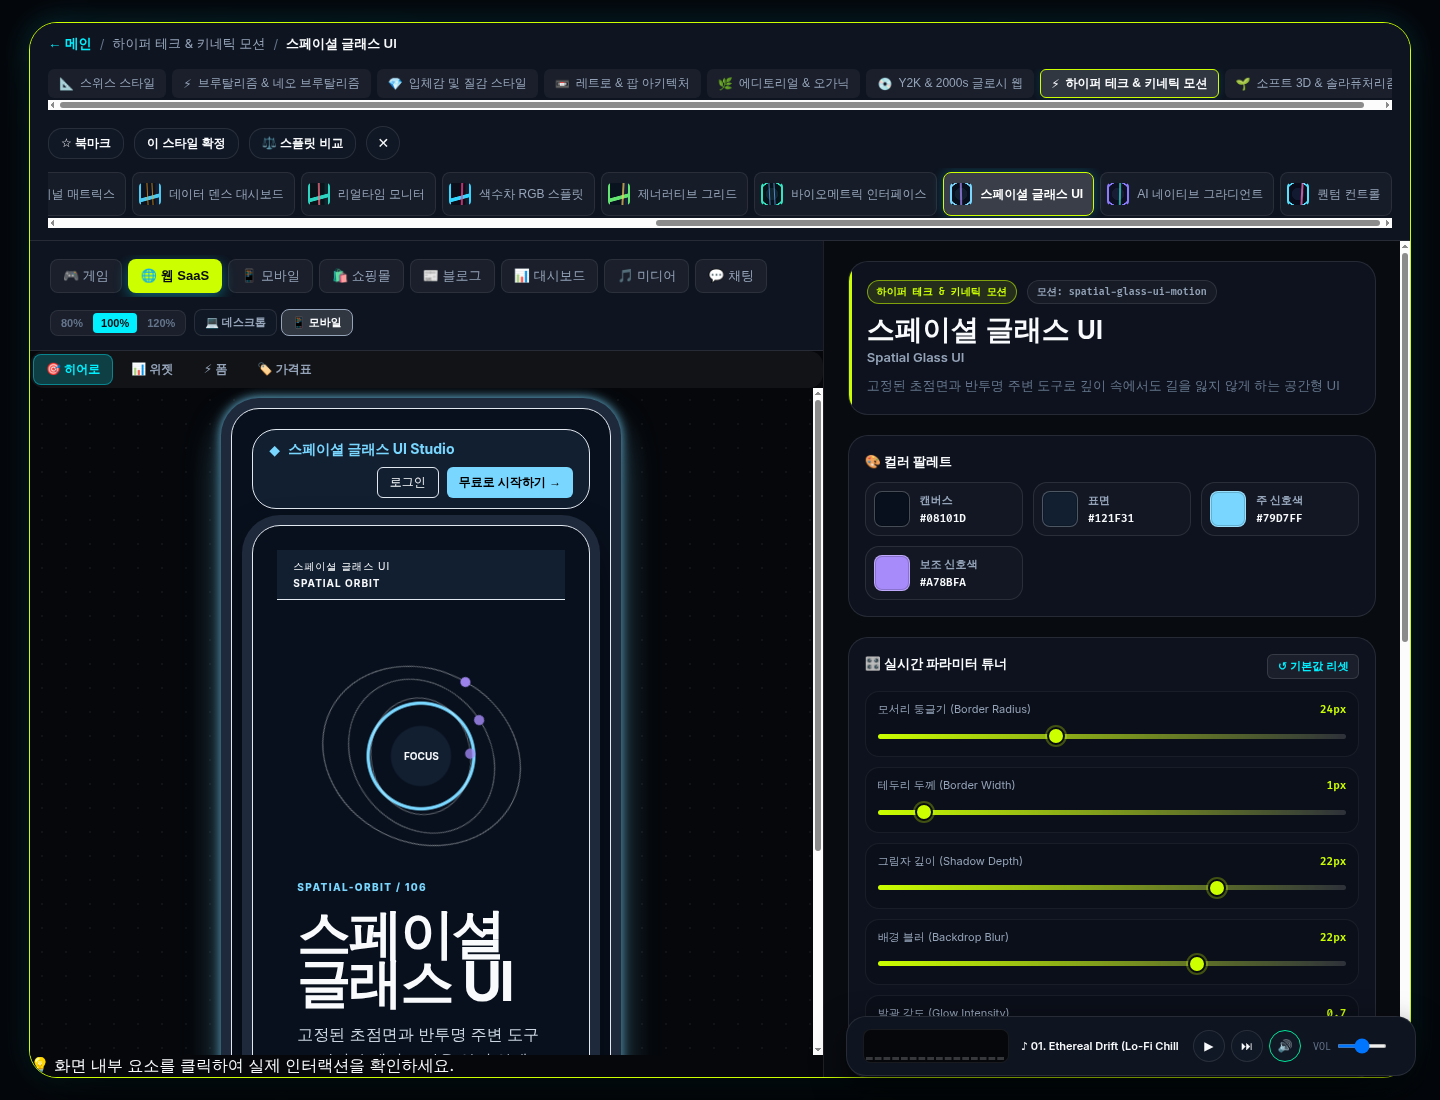 ← 메인 / 하이퍼 테크 & 키네틱 모션 / 스페이셜 글래스 UI
스위스 스타일 브루탈리즘 & 네오 브루탈리즘 입체감 및 질감 스타일 레트로 & 팝 아키텍처 에디토리얼 & 오가닉 Y2K & 2000s 글로시 웹 하이퍼 테크 & 키네틱 모션 소프트 3D & 솔라퓨처리즘
☆ 북마크 이 스타일 확정 스플릿 비교 ✕
널 매트릭스 데이터 덴스 대시보드 리얼타임 모니터 색수차 RGB 스플릿 제너러티브 그리드 바이오메트릭 인터페이스 스페이셜 글래스 UI AI 네이티브 그라디언트 퀀텀 컨트롤
게임 웹 SaaS 모바일 쇼핑몰 블로그 대시보드 미디어 채팅
80% 100% 120% 데스크톱 모바일
히어로 위젯 폼 가격표
◆ 스페이셜 글래스 UI Studio
로그인 무료로 시작하기 →
스페이셜 글래스 UI
SPATIAL ORBIT
FOCUS
SPATIAL-ORBIT / 106
스페이셜
글래스 UI
고정된 초점면과 반투명 주변 도구
💡 화면 내부 요소를 클릭하여 실제 인터랙션을 확인하세요.
하이퍼 테크 & 키네틱 모션 모션: spatial-glass-ui-motion
스페이셜 글래스 UI
Spatial Glass UI
고정된 초점면과 반투명 주변 도구로 깊이 속에서도 길을 잃지 않게 하는 공간형 UI
🎨 컬러 팔레트
캔버스
#08101D
표면
#121F31
주 신호색
#79D7FF
보조 신호색
#A78BFA
실시간 파라미터 튜너 ↺ 기본값 리셋
모서리 둥글기 (Border Radius) 24px
테두리 두께 (Border Width) 1px
그림자 깊이 (Shadow Depth) 22px
배경 블러 (Backdrop Blur) 22px
발광 강도 (Glow Intensity) 0.7
♪ 01. Ethereal Drift (Lo-Fi Chill VOL